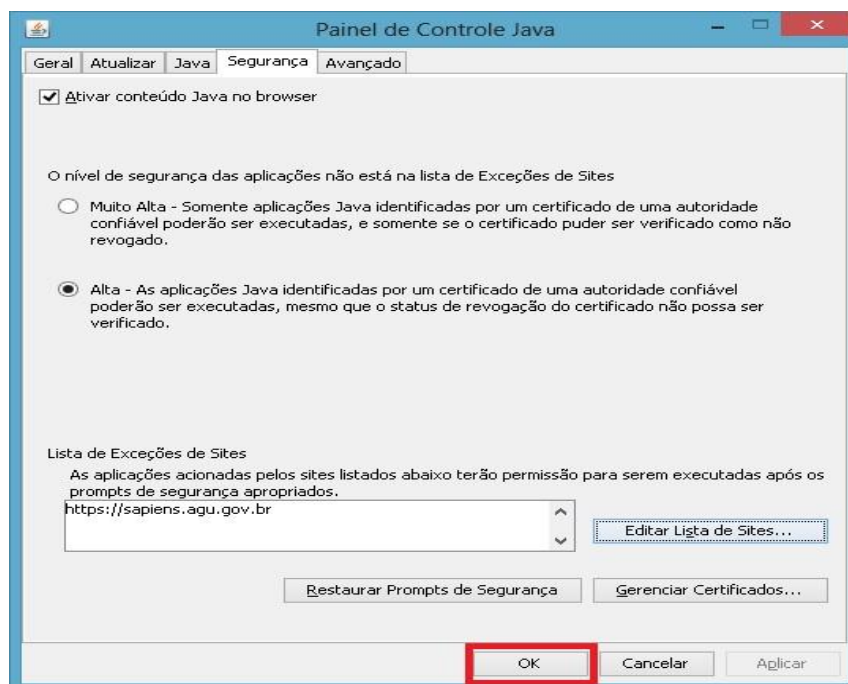 Painel de Controle Java
Geral Atualizar Java Segurança Avançado
Ativar conteúdo Java no browser
O nível de segurança das aplicações não está na lista de Exceções de Sites
Muito Alta - Somente aplicações Java identificadas por um certificado de uma autoridade
confiável poderão ser executadas, e somente se o certificado puder ser verificado como não
revogado.
Alta - As aplicações Java identificadas por um certificado de uma autoridade confiável
poderão ser executadas, mesmo que o status de revogação do certificado não possa ser
verificado.
Lista de Exceções de Sites
As aplicações acionadas pelos sites listados abaixo terão permissão para serem executadas após os
prompts de segurança apropriados.
https://sapiens.agu.gov.br
Editar Lista de Sites...
Restaurar Prompts de Segurança Gerenciar Certificados...
OK Cancelar Aplicar